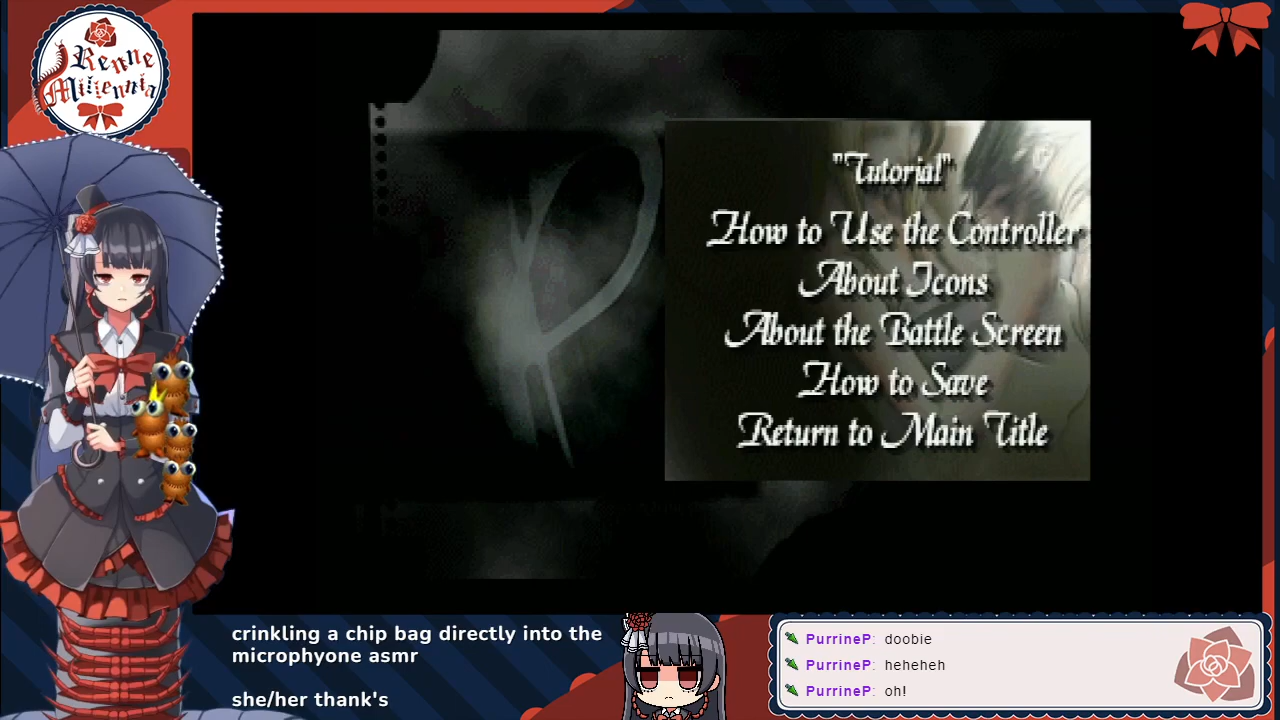 Renne
Millennia
"Tutorial"
How to Use the Controller
About Icons
About the Battle Screen
How to Save
Return to Main Title
crinkling a chip bag directly into the
microphyone asmr
she/her thank's
PurrineP: doobie
PurrineP: heheheh
PurrineP: oh!